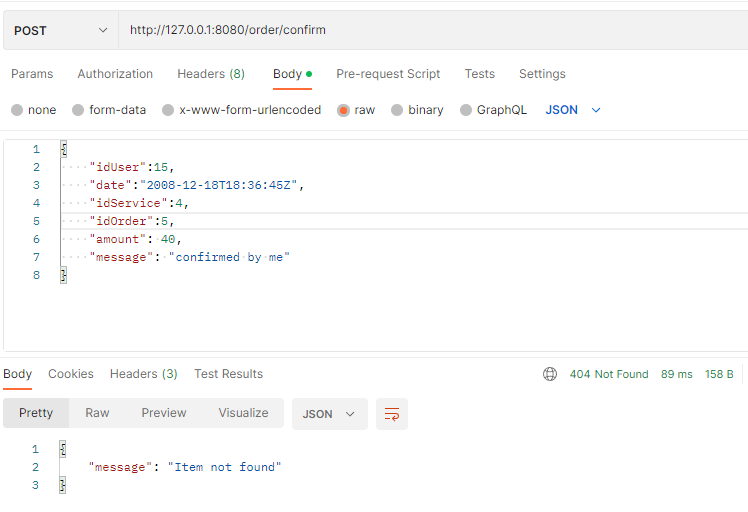 POST http://127.0.0.1:8080/order/confirm
Params Authorization Headers (8) Body Pre-request Script Tests Settings
none form-data x-www-form-urlencoded raw binary GraphQL JSON
1 {
2 "idUser":15,
3 "date":"2008-12-18T18:36:45Z",
4 "idService":4,
5 "idOrder":5,
6 "amount": 40,
7 "message": "confirmed by me"
8 }
Body Cookies Headers (3) Test Results 404 Not Found 89 ms 158 B
Pretty Raw Preview Visualize JSON
1 {
2 "message": "Item not found"
3 }